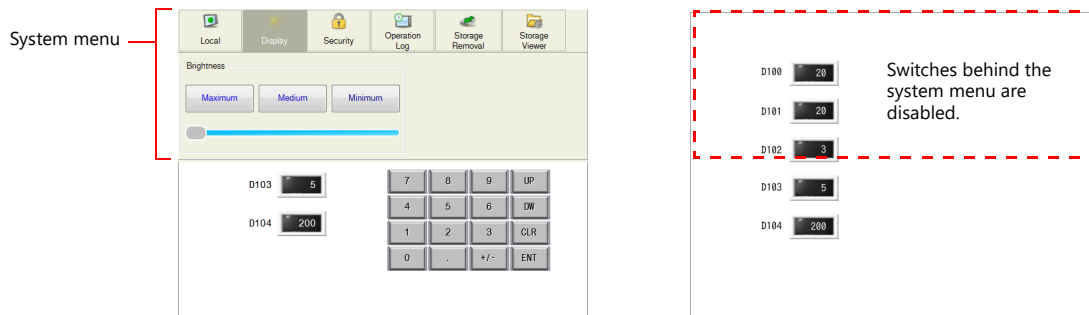 System menu
Local
Display
Security
Operation
Log
Storage
Removal
Storage
Viewer
Brightness
Maximum
Medium
Minimum
D103 5
D104 200
7 8 9 UP
4 5 6 DW
1 2 3 CLR
0 . +/- ENT
D100 20
D101 20
D102 3
D103 5
D104 200
Switches behind the
system menu are
disabled.